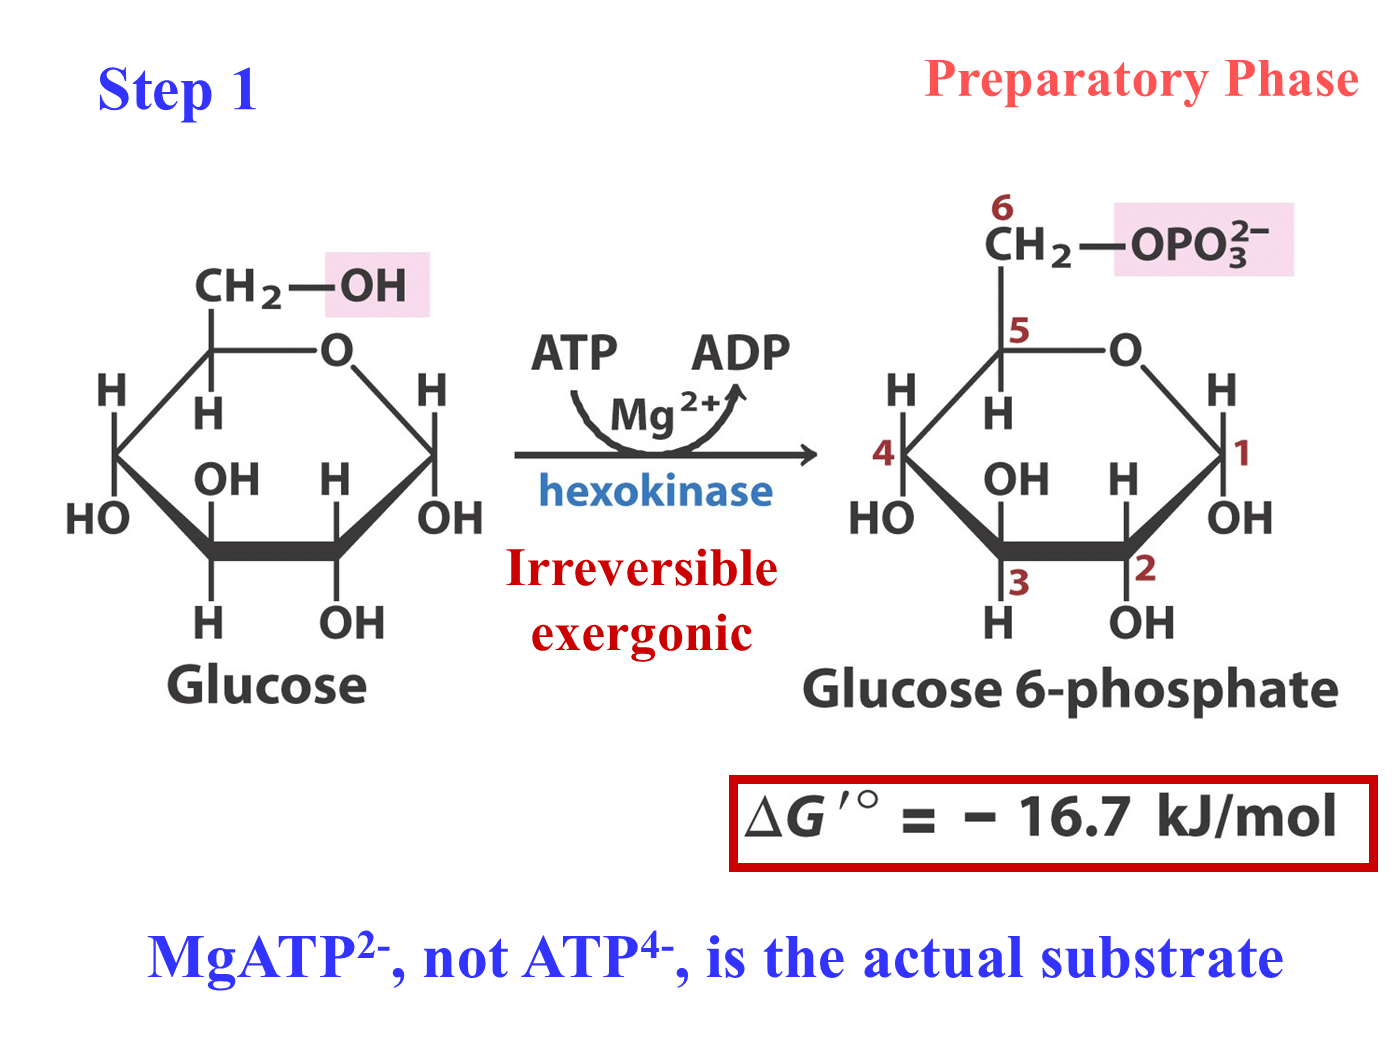 Step 1
Preparatory Phase
6
CH₂—OPO₃²⁻
CH₂—OH
5
O
O
ATP
ADP
Mg²⁺
H
H
H
H
H
H
4
1
OH
H
OH
H
hexokinase
HO
OH
HO
OH
Irreversible
exergonic
3
2
H
OH
H
OH
Glucose
Glucose 6-phosphate
ΔG′° = − 16.7 kJ/mol
MgATP²⁻, not ATP⁴⁻, is the actual substrate